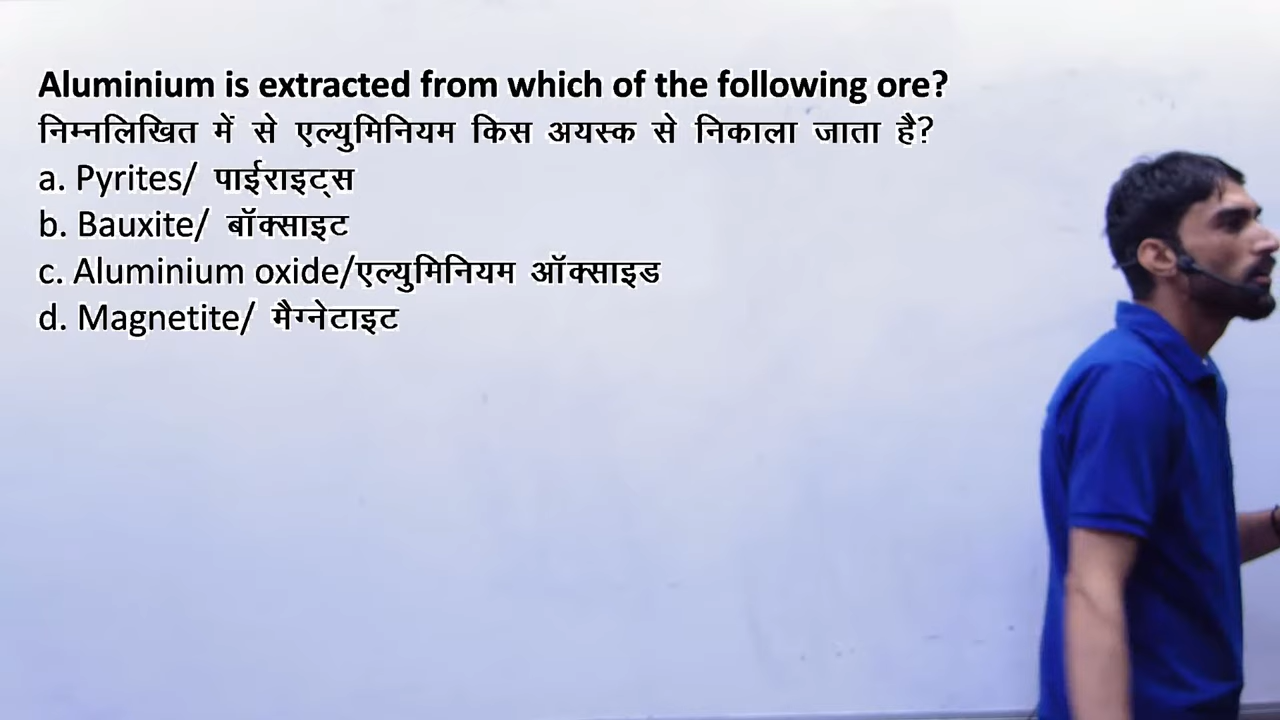 Aluminium is extracted from which of the following ore?
निम्नलिखित में से एल्युमिनियम किस अयस्क से निकाला जाता है?
a. Pyrites/ पाईराइट्स
b. Bauxite/ बॉक्साइट
c. Aluminium oxide/एल्युमिनियम ऑक्साइड
d. Magnetite/ मैग्नेटाइट